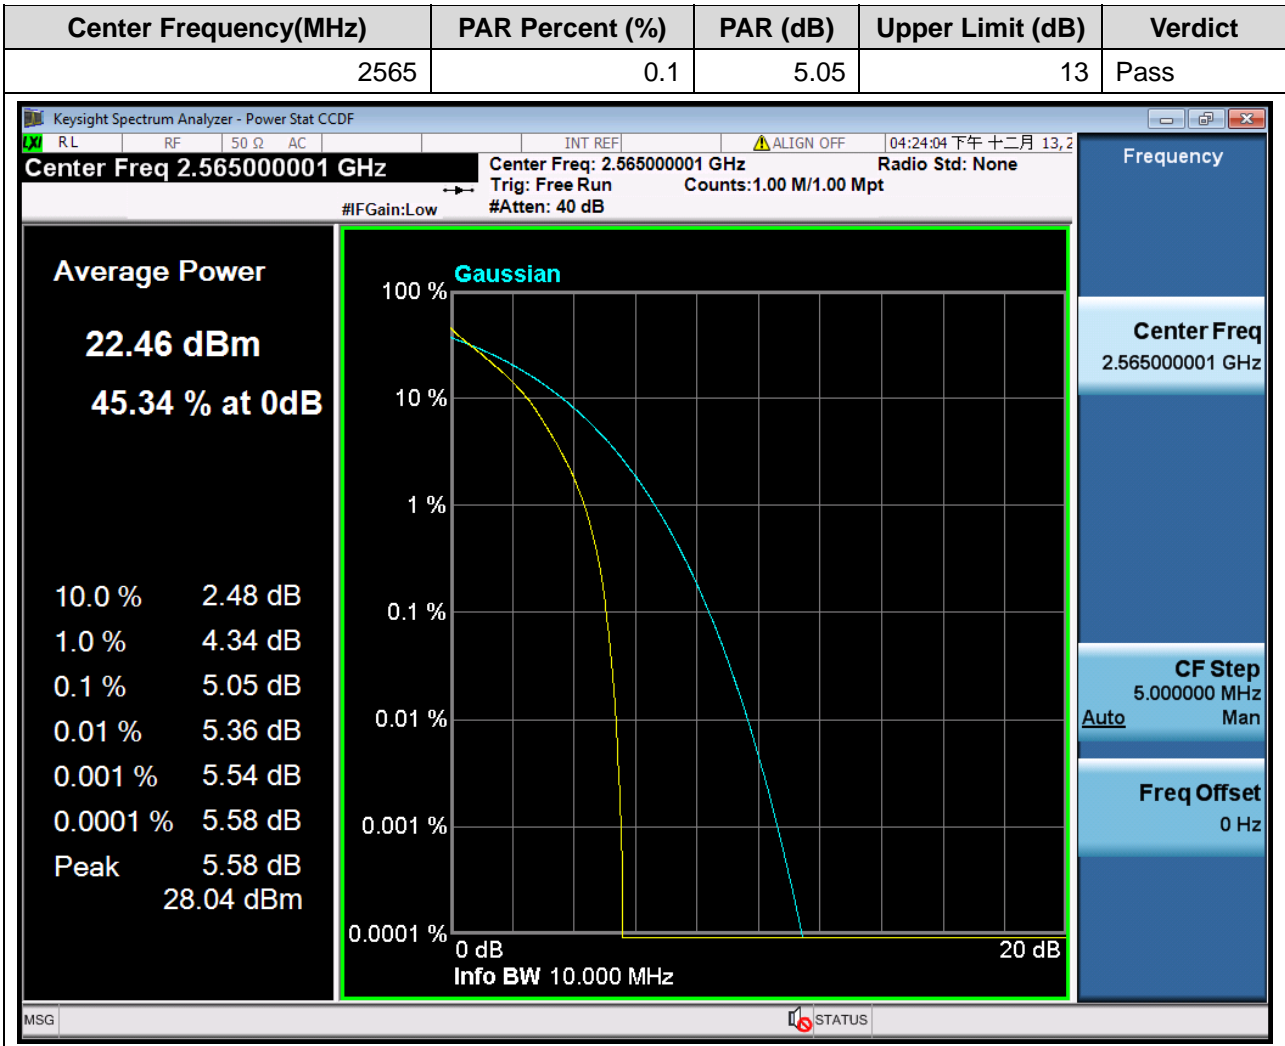 Center Frequency(MHz) PAR Percent (%) PAR (dB) Upper Limit (dB) Verdict
2565 0.1 5.05 13 Pass
Keysight Spectrum Analyzer - Power Stat CCDF
LXI RL RF 50 Ω AC INT REF ALIGN OFF 04:24:04 下午 十二月 13, 2
Center Freq 2.565000001 GHz
Center Freq: 2.565000001 GHz Radio Std: None
Trig: Free Run Counts:1.00 M/1.00 Mpt
#IFGain:Low #Atten: 40 dB
Average Power
22.46 dBm
45.34 % at 0dB
10.0 % 2.48 dB
1.0 % 4.34 dB
0.1 % 5.05 dB
0.01 % 5.36 dB
0.001 % 5.54 dB
0.0001 % 5.58 dB
Peak 5.58 dB
28.04 dBm
Gaussian
100 %
10 %
1 %
0.1 %
0.01 %
0.001 %
0.0001 %
0 dB 20 dB
Info BW 10.000 MHz
Frequency
Center Freq
2.565000001 GHz
CF Step
5.000000 MHz
Auto Man
Freq Offset
0 Hz
MSG STATUS